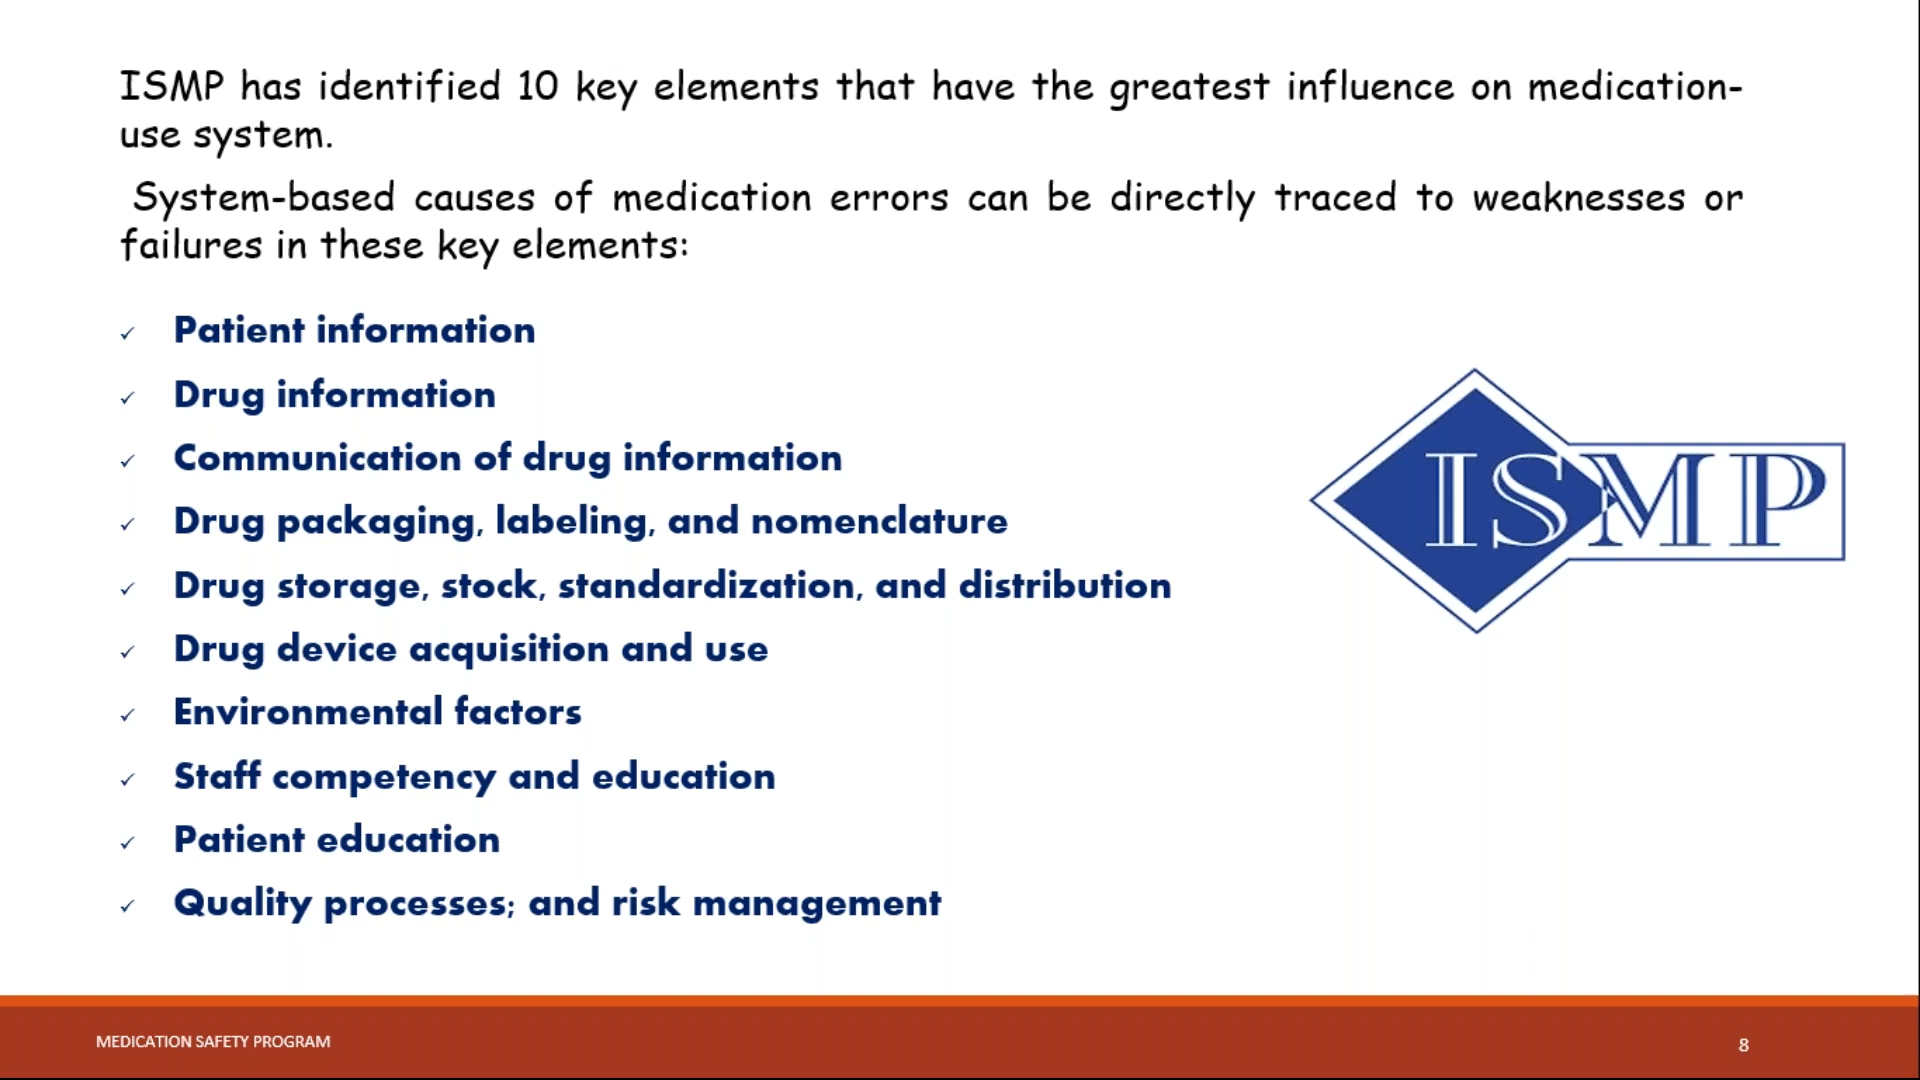 ISMP has identified 10 key elements that have the greatest influence on medication-
use system.
System-based causes of medication errors can be directly traced to weaknesses or
failures in these key elements:
✓ Patient information
✓ Drug information
✓ Communication of drug information
✓ Drug packaging, labeling, and nomenclature
✓ Drug storage, stock, standardization, and distribution
✓ Drug device acquisition and use
✓ Environmental factors
✓ Staff competency and education
✓ Patient education
✓ Quality processes; and risk management
ISMP
MEDICATION SAFETY PROGRAM
8